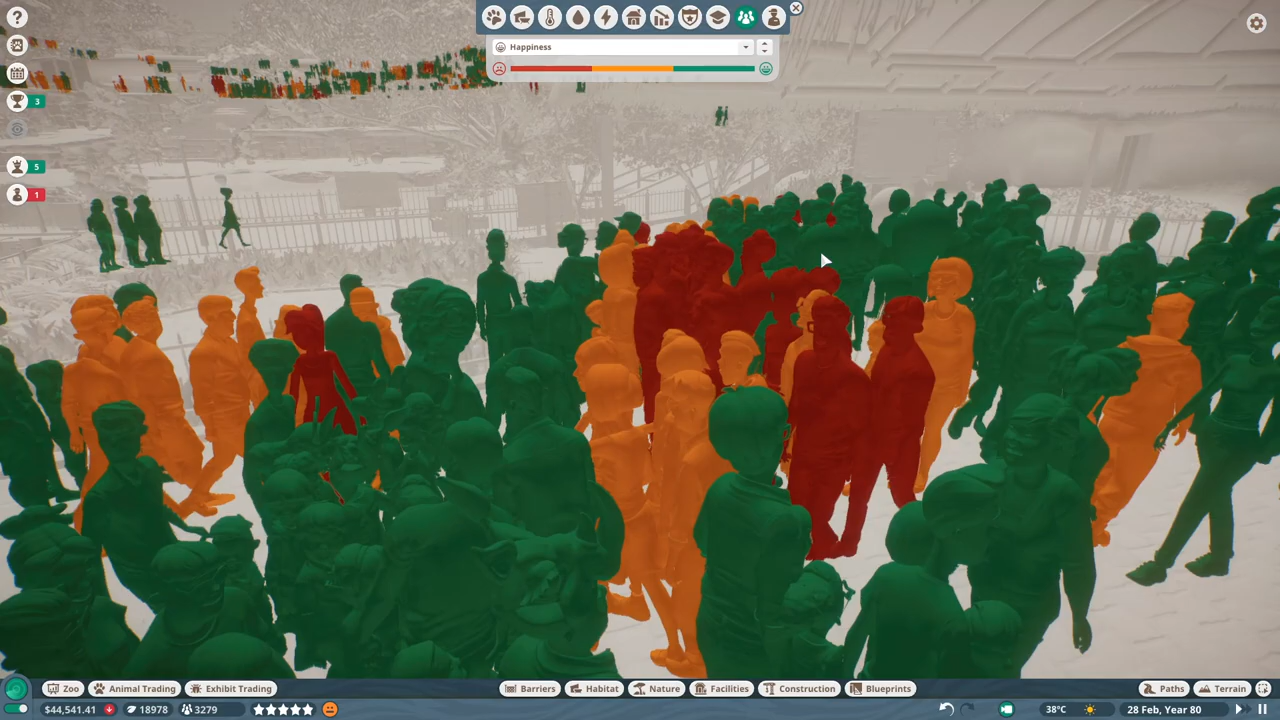 Happiness
3
5
1
Zoo
Animal Trading
Exhibit Trading
Barriers
Habitat
Nature
Facilities
Construction
Blueprints
Paths
Terrain
$44,541.41
18978
3279
38°C
28 Feb, Year 80